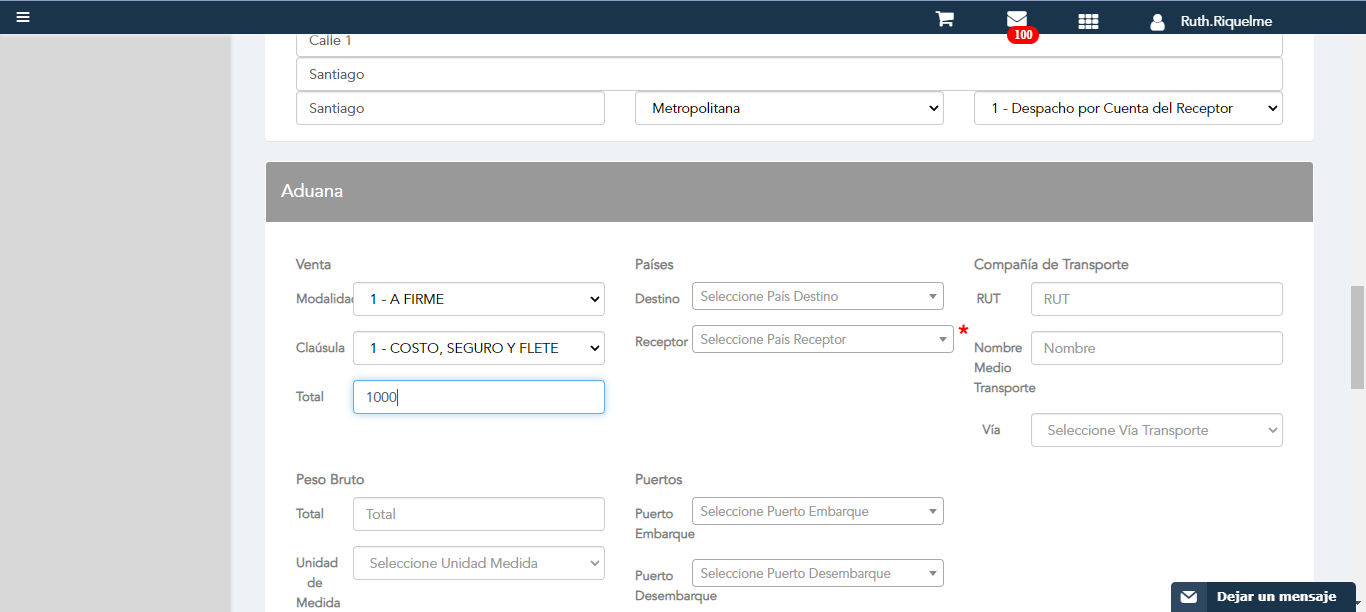 100
Ruth.Riquelme
Calle 1
Santiago
Santiago
Metropolitana
1 - Despacho por Cuenta del Receptor
Aduana
Venta
Modalidad
1 - A FIRME
Claúsula
1 - COSTO, SEGURO Y FLETE
Total
1000
Países
Destino
Seleccione País Destino
Receptor
Seleccione País Receptor
*
Compañía de Transporte
RUT
RUT
Nombre
Medio
Transporte
Nombre
Vía
Seleccione Vía Transporte
Peso Bruto
Total
Total
Unidad
de
Medida
Seleccione Unidad Medida
Puertos
Puerto
Embarque
Seleccione Puerto Embarque
Puerto
Desembarque
Seleccione Puerto Desembarque
Dejar un mensaje